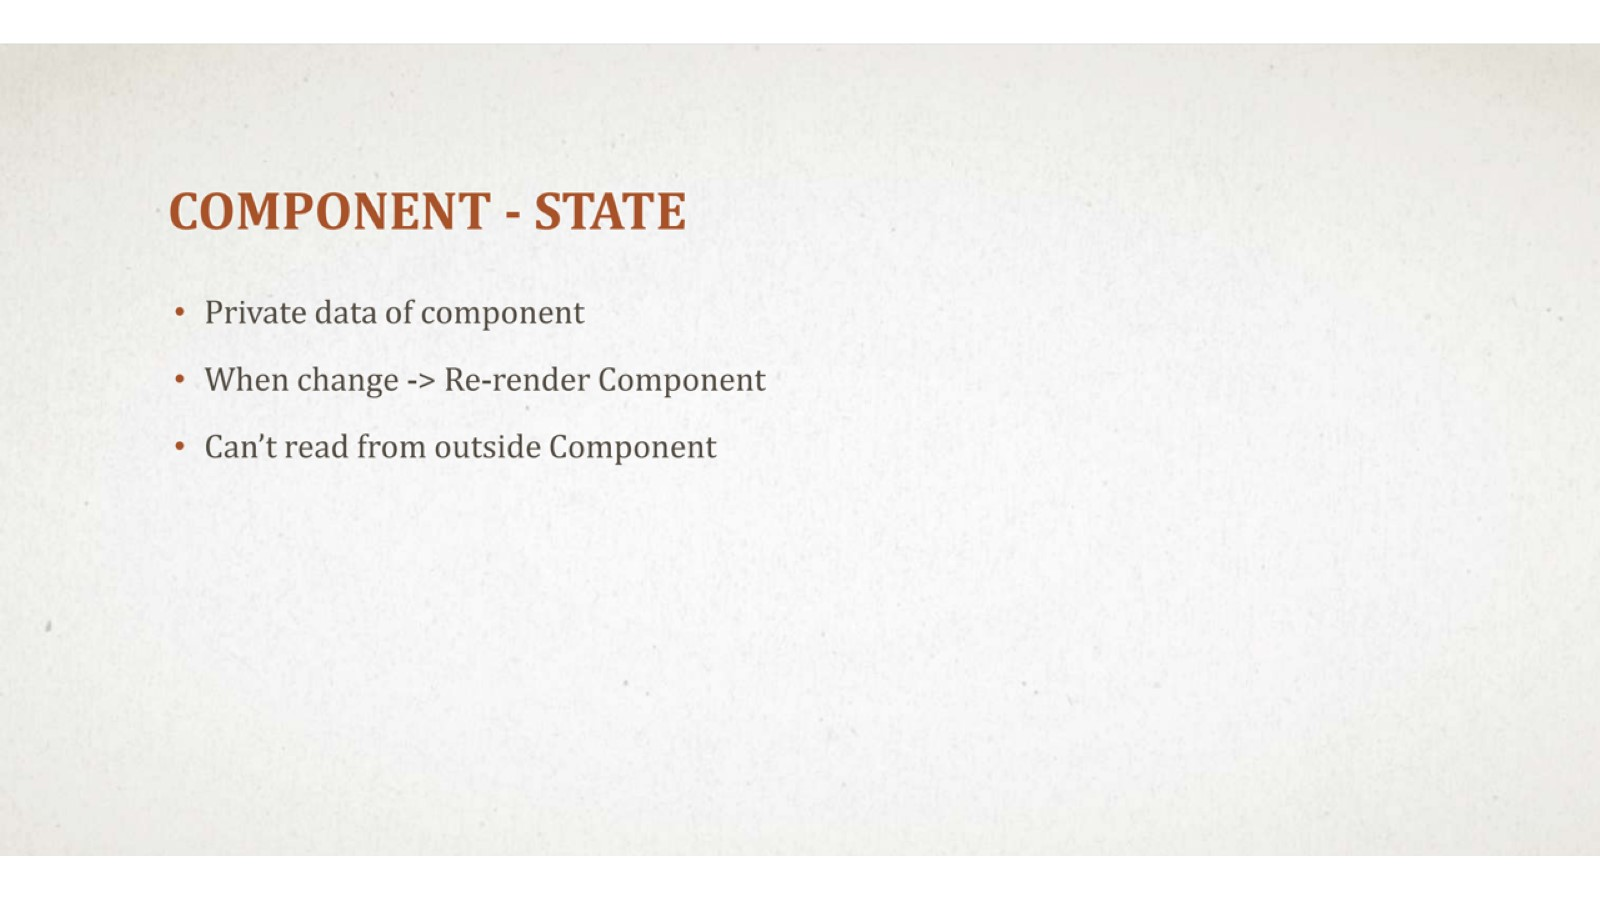 COMPONENT - STATE
• Private data of component
• When change -> Re-render Component
• Can’t read from outside Component